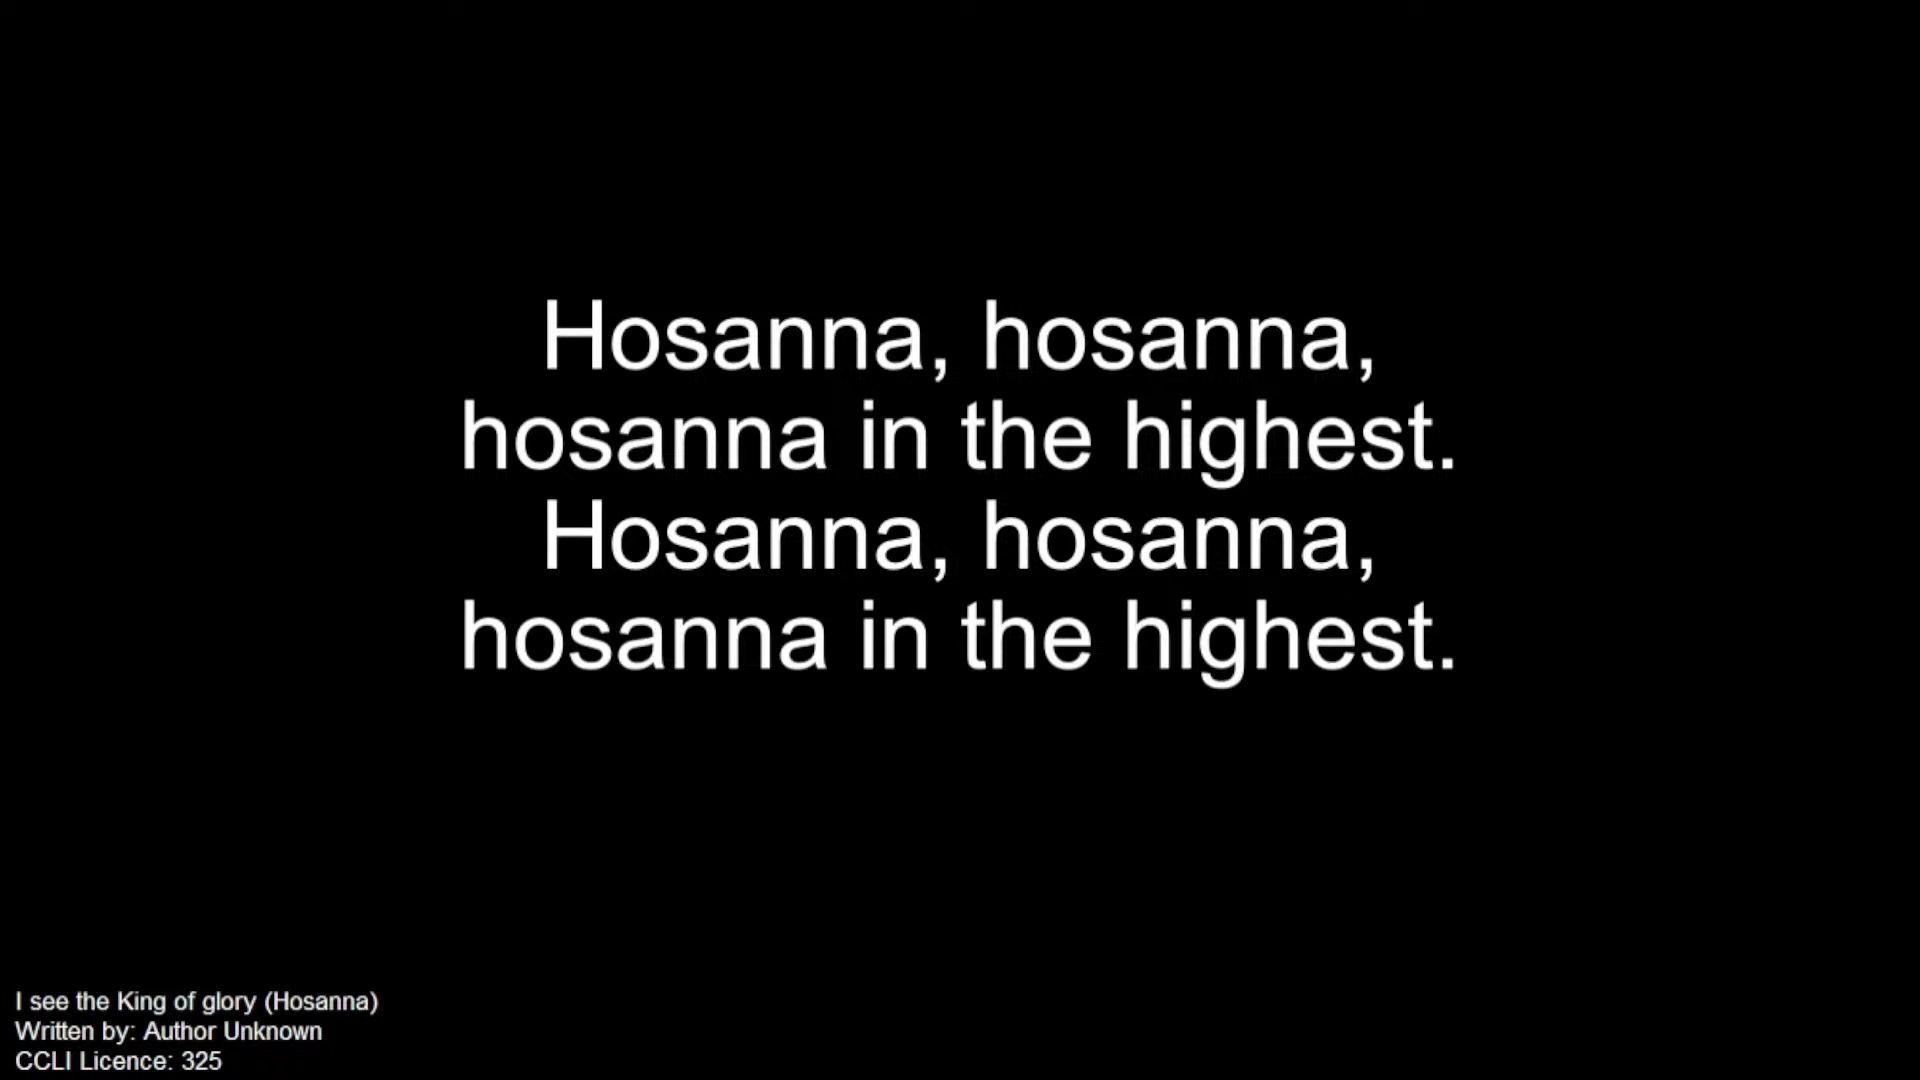 Hosanna, hosanna,
hosanna in the highest.
Hosanna, hosanna,
hosanna in the highest.
I see the King of glory (Hosanna)
Written by: Author Unknown
CCLI Licence: 325